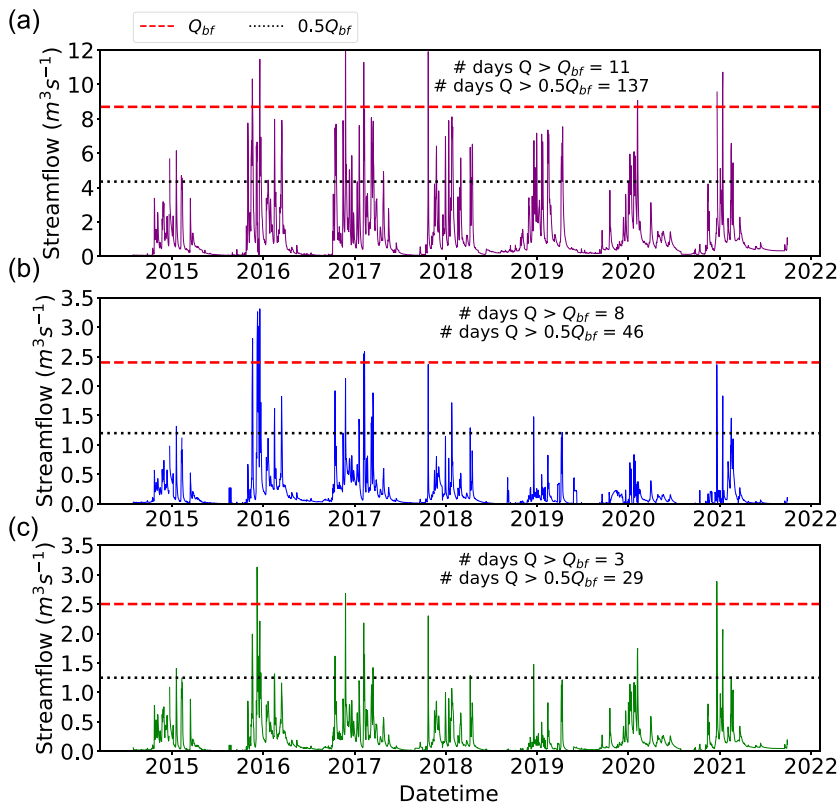 (a)
Q_bf 0.5Q_bf
Streamflow (m³s⁻¹)
12
10
8
6
4
2
0
# days Q > Q_bf = 11
# days Q > 0.5Q_bf = 137
2015 2016 2017 2018 2019 2020 2021 2022
(b)
Streamflow (m³s⁻¹)
3.5
3.0
2.5
2.0
1.5
1.0
0.5
0.0
# days Q > Q_bf = 8
# days Q > 0.5Q_bf = 46
2015 2016 2017 2018 2019 2020 2021 2022
(c)
Streamflow (m³s⁻¹)
3.5
3.0
2.5
2.0
1.5
1.0
0.5
0.0
# days Q > Q_bf = 3
# days Q > 0.5Q_bf = 29
2015 2016 2017 2018 2019 2020 2021 2022
Datetime